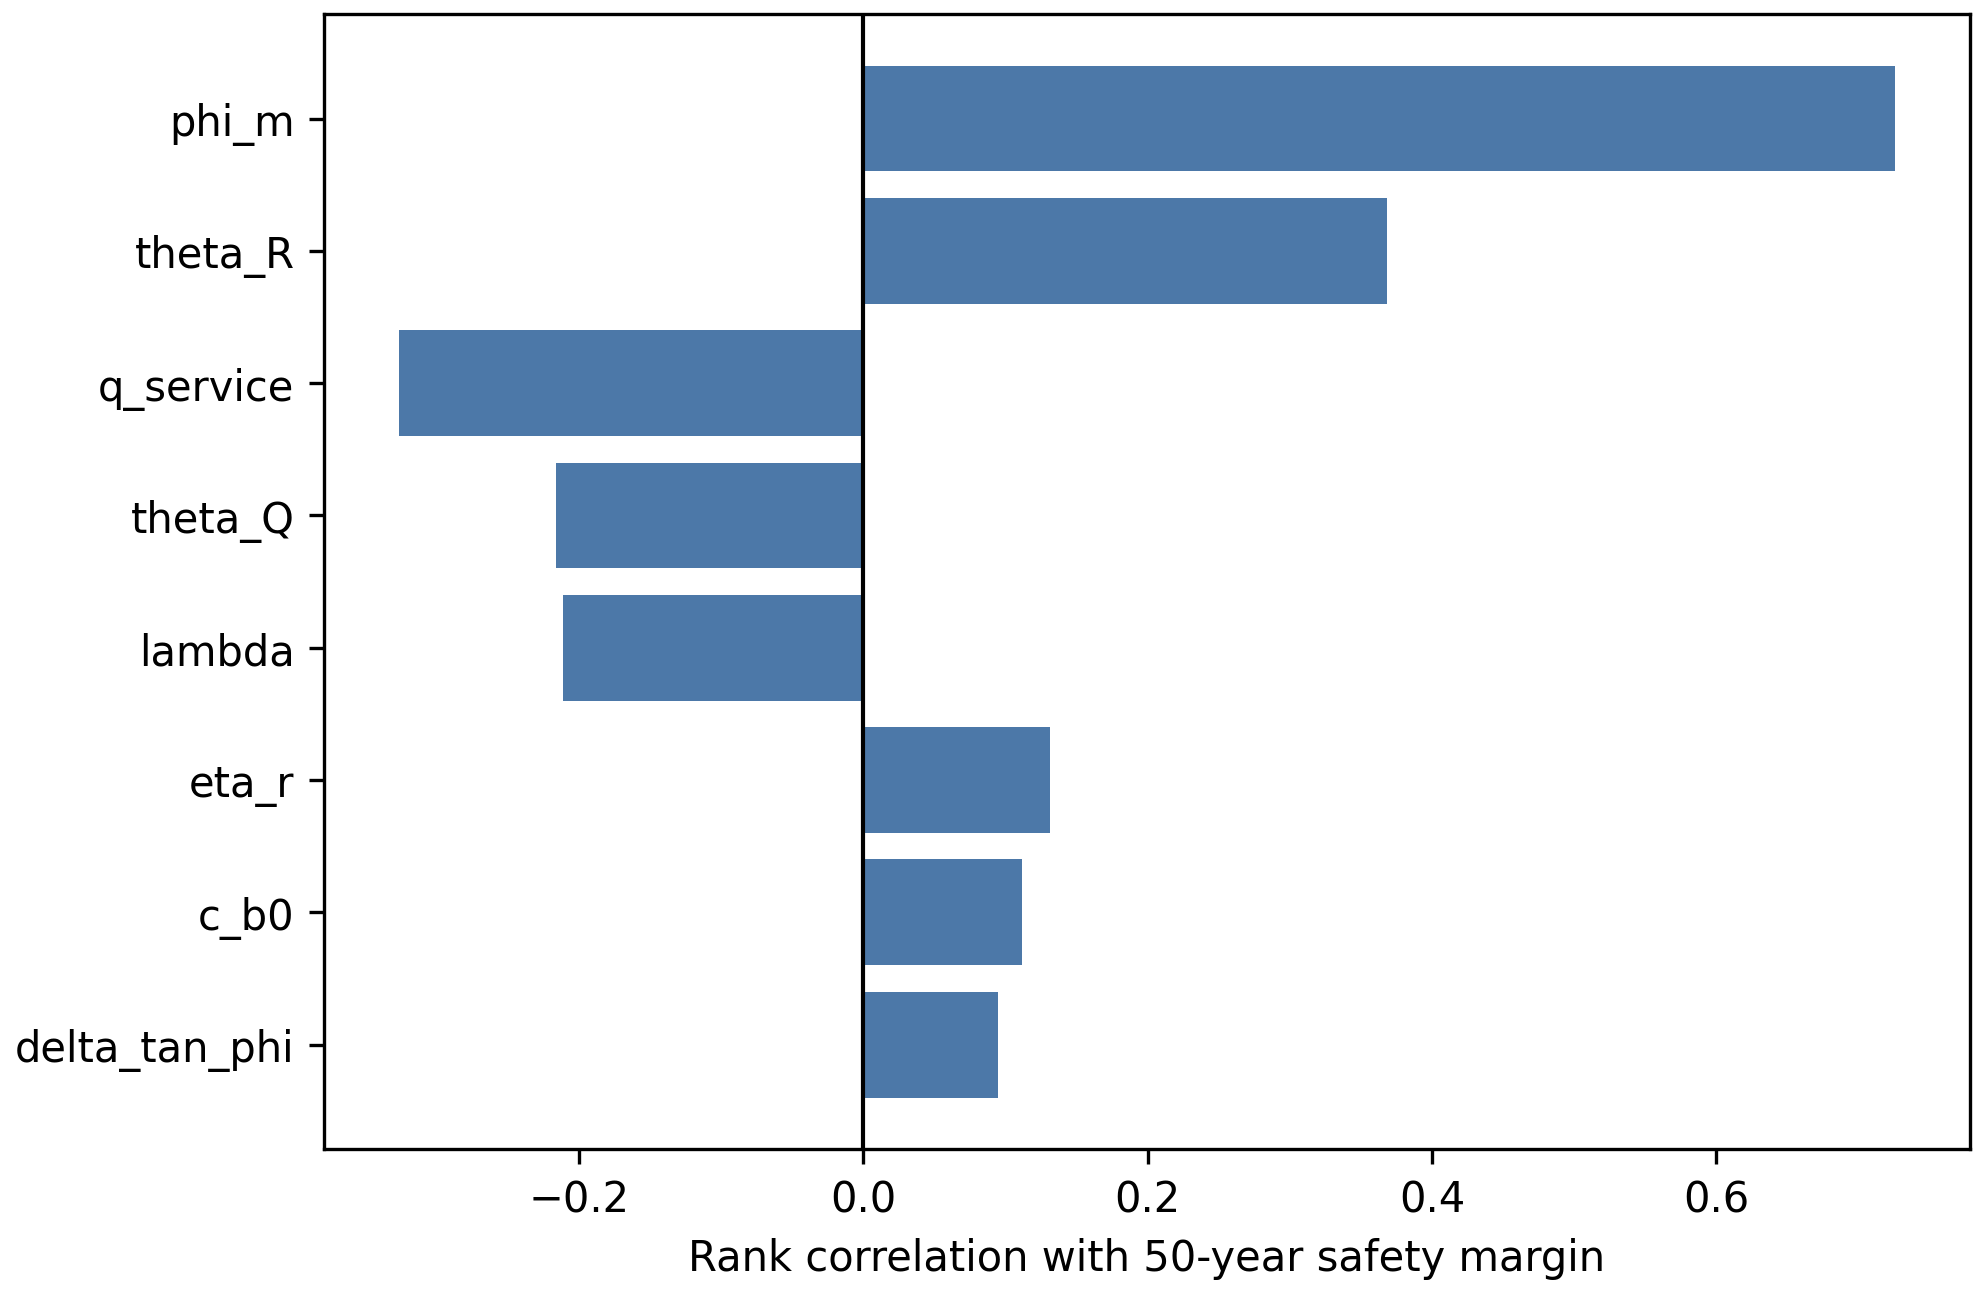 phi_m
theta_R
q_service
theta_Q
lambda
eta_r
c_b0
delta_tan_phi
−0.2 0.0 0.2 0.4 0.6
Rank correlation with 50-year safety margin